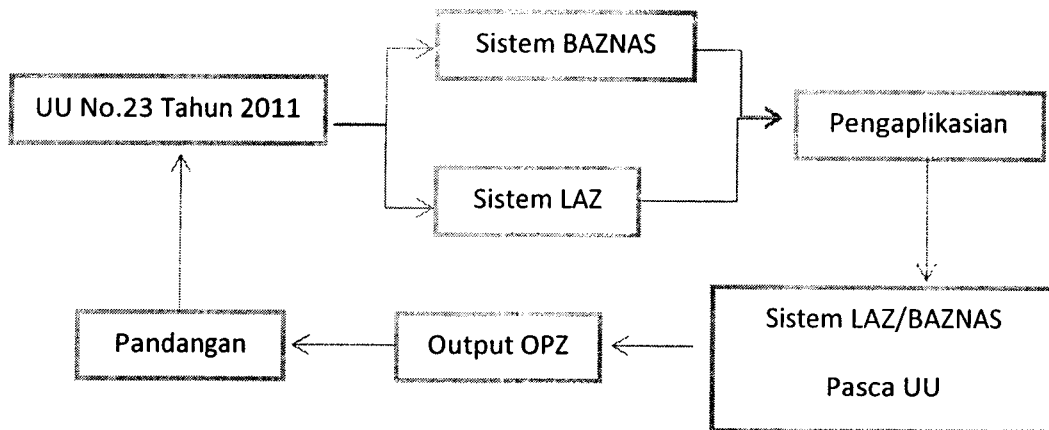 Sistem BAZNAS
UU No.23 Tahun 2011
Pengaplikasian
Sistem LAZ
Sistem LAZ/BAZNAS
Pasca UU
Output OPZ
Pandangan